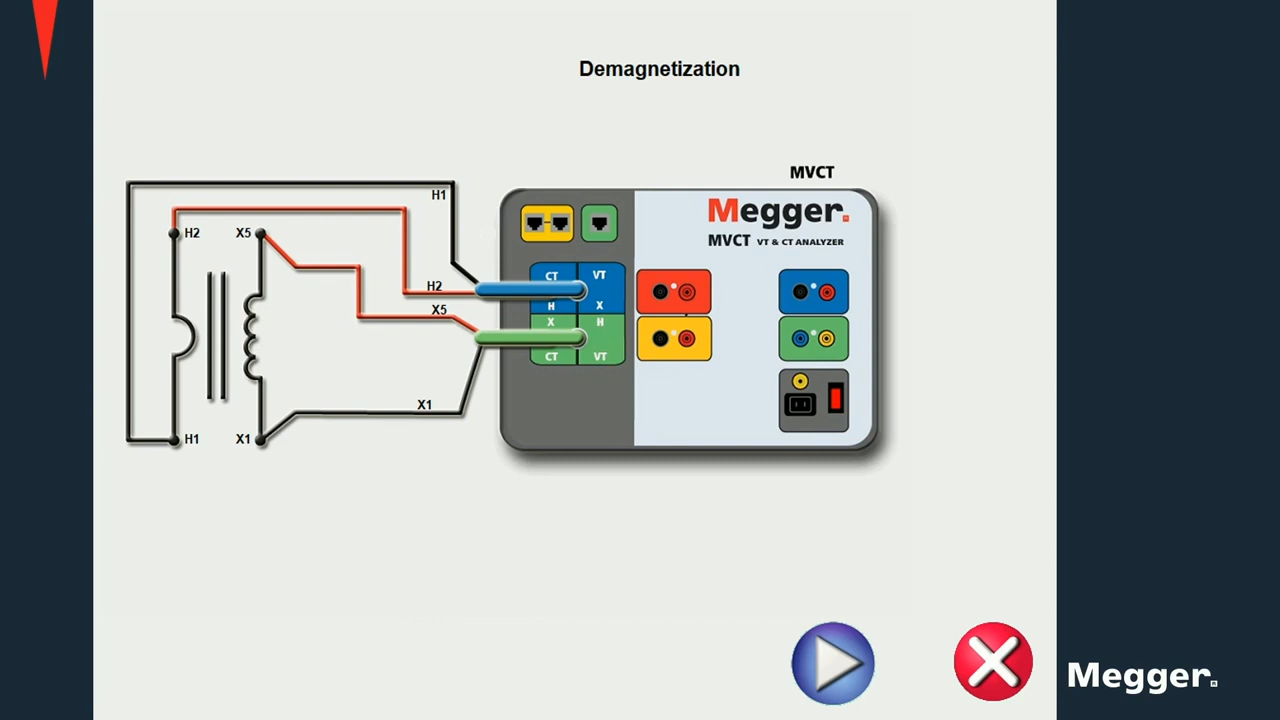 Demagnetization
MVCT
H1
Megger.
H2 X5
MVCT VT & CT ANALYZER
CT VT
H2
H X
X5
X H
CT VT
X1
H1 X1
Megger.